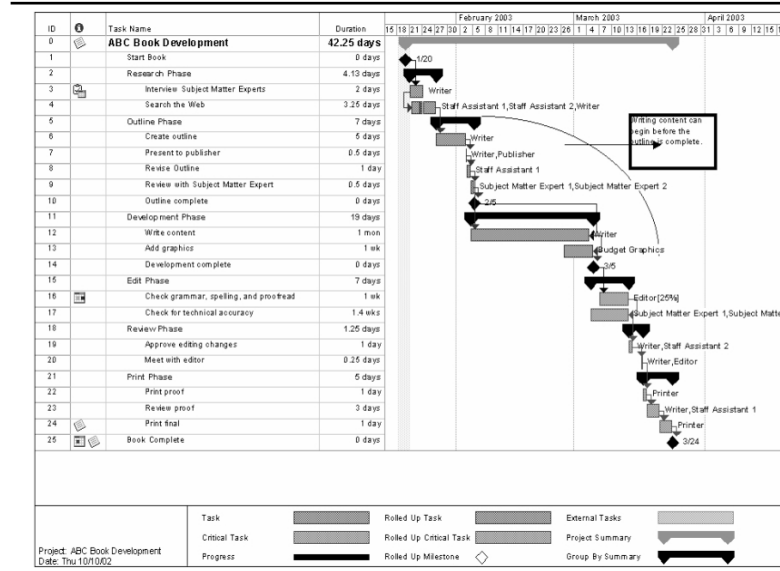 February 2003 March 2003 April 2003
ID Task Name Duration 15 18 21 24 27 30 2 5 8 11 14 17 20 23 26 1 4 7 10 13 16 19 22 25 28 31 3 6 9 12 15
0 ABC Book Development 42.25 days
1 Start Book 0 days 1/20
2 Research Phase 4.13 days
3 Interview Subject Matter Experts 2 days Writer
4 Search the Web 3.25 days Staff Assistant 1,Staff Assistant 2,Writer
5 Outline Phase 7 days
Writing content can
begin before the
outline is complete.
6 Create outline 5 days Writer
7 Present to publisher 0.5 days Writer,Publisher
8 Revise Outline 1 day Staff Assistant 1
9 Review with Subject Matter Expert 0.5 days Subject Matter Expert 1,Subject Matter Expert 2
10 Outline complete 0 days 2/5
11 Development Phase 19 days
12 Write content 1 mon Writer
13 Add graphics 1 wk Budget Graphics
14 Development complete 0 days 3/5
15 Edit Phase 7 days
16 Check grammar, spelling, and proofread 1 wk Editor[25%]
17 Check for technical accuracy 1.4 wks Subject Matter Expert 1,Subject Matte
18 Review Phase 1.25 days
19 Approve editing changes 1 day Writer,Staff Assistant 2
20 Meet with editor 0.25 days Writer,Editor
21 Print Phase 5 days
22 Print proof 1 day Printer
23 Review proof 3 days Writer,Staff Assistant 1
24 Print final 1 day Printer
25 Book Complete 0 days 3/24
Task Rolled Up Task External Tasks
Critical Task Rolled Up Critical Task Project Summary
Progress Rolled Up Milestone Group By Summary
Project: ABC Book Development
Date: Thu 10/10/02